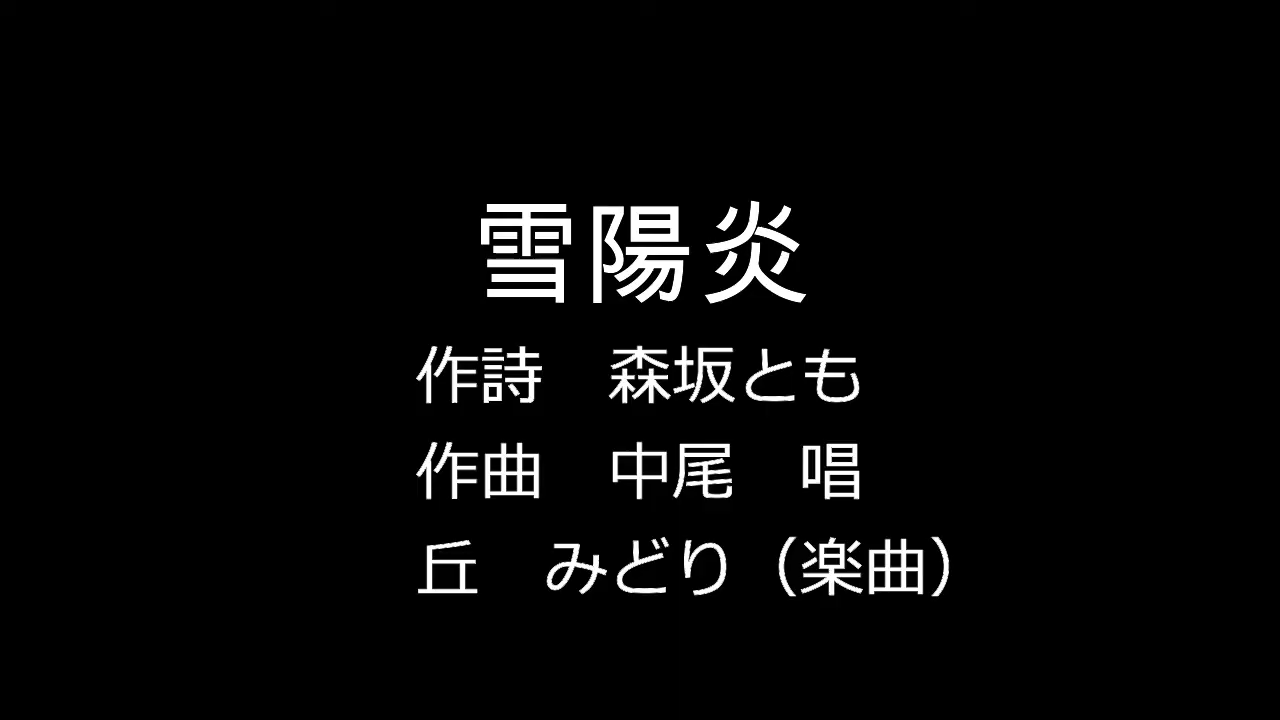 雪陽炎
作詩　森坂とも
作曲　中尾　唱
丘　みどり（楽曲）